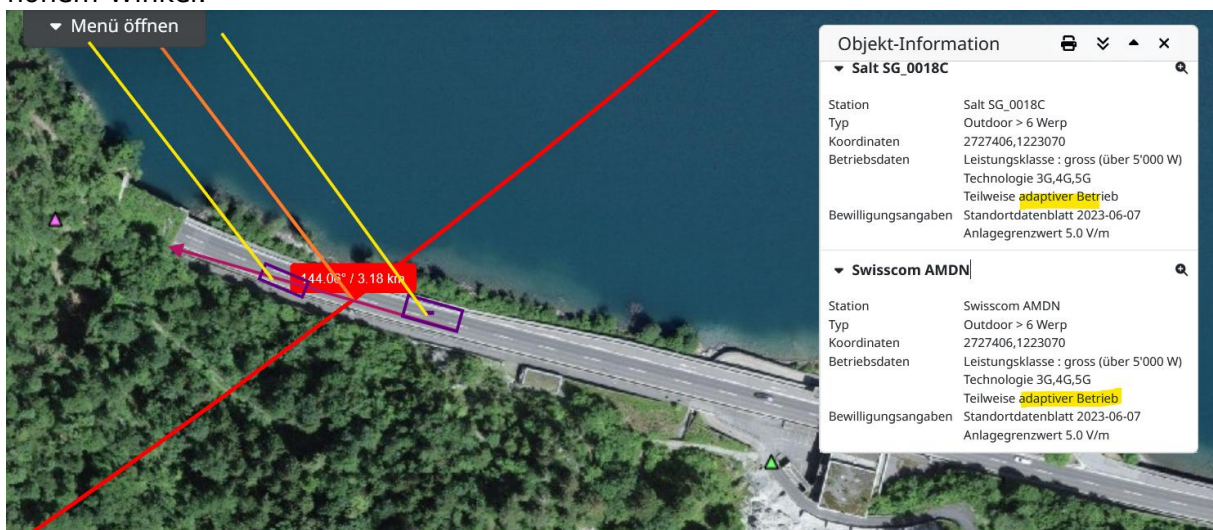 Menü öffnen
144.06° / 3.18 km
Objekt-Information
Salt SG_0018C
Station Salt SG_0018C
Typ Outdoor > 6 Werp
Koordinaten 2727406,1223070
Betriebsdaten Leistungsklasse : gross (über 5'000 W)
Technologie 3G,4G,5G
Teilweise adaptiver Betrieb
Bewilligungsangaben Standortdatenblatt 2023-06-07
Anlagegrenzwert 5.0 V/m
Swisscom AMDN
Station Swisscom AMDN
Typ Outdoor > 6 Werp
Koordinaten 2727406,1223070
Betriebsdaten Leistungsklasse : gross (über 5'000 W)
Technologie 3G,4G,5G
Teilweise adaptiver Betrieb
Bewilligungsangaben Standortdatenblatt 2023-06-07
Anlagegrenzwert 5.0 V/m